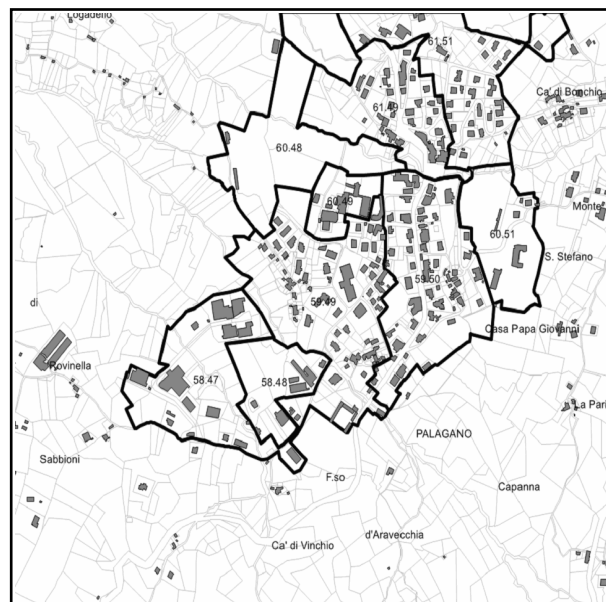 Logadello
61.51
Ca' di Bonchio
61.49
60.48
60.49
Monte
60.51
S. Stefano
59.50
di
59.49
Casa Papa Giovanni
Rovinella
58.47
58.48
La Pari
PALAGANO
Sabbioni
F.so
Capanna
d'Aravecchia
Ca' di Vinchio